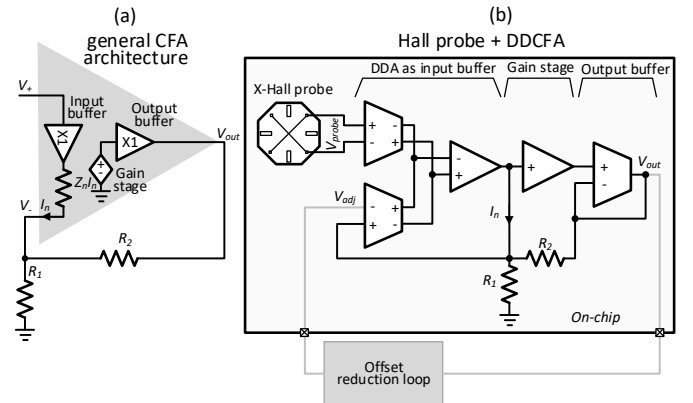 (a)
general CFA
architecture
V+
Input
buffer
X1
Output
buffer
X1
Vout
+
-
ZnIn
Gain
stage
V-
In
R2
R1
(b)
Hall probe + DDCFA
DDA as input buffer
Gain stage
Output buffer
X-Hall probe
Vprobe
+ -
- +
-
+
+
+
-
Vout
Vadj
- +
+ -
In
R2
R1
On-chip
Offset
reduction loop